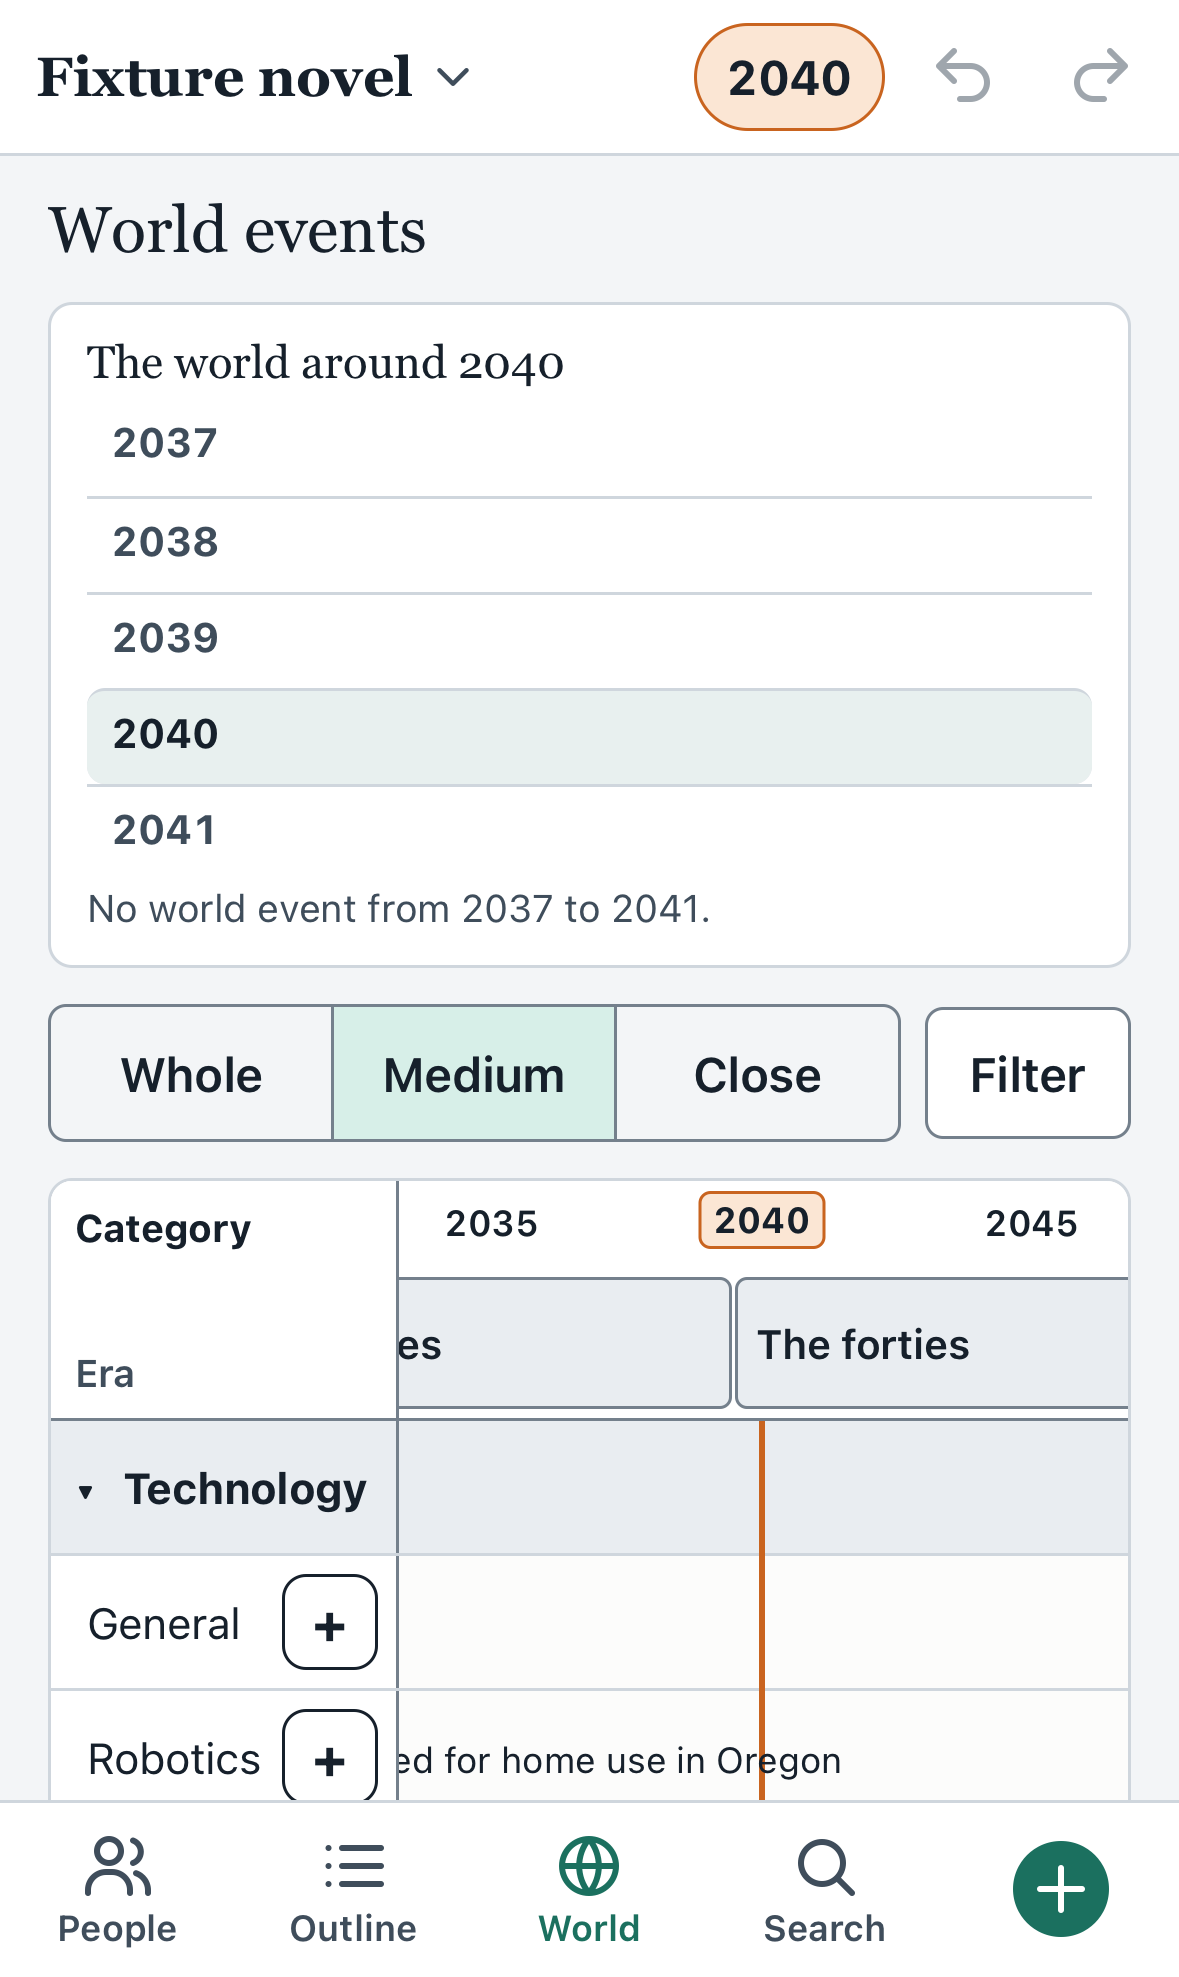 Fixture novel
2040
World events
The world around 2040
2037
2038
2039
2040
2041
No world event from 2037 to 2041.
Whole Medium Close Filter
Category 2035 2040 2045
Era es The forties
Technology
General +
Robotics + ed for home use in Oregon
People Outline World Search